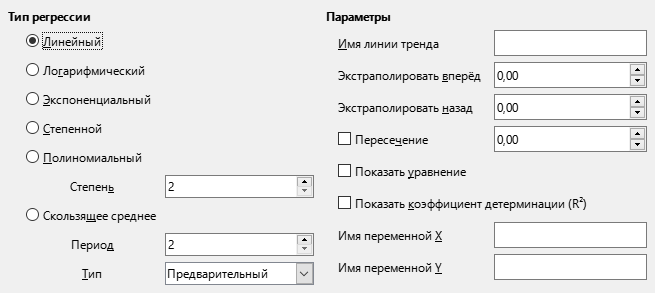 Тип регрессии
Линейный
Логарифмический
Экспоненциальный
Степенной
Полиномиальный
Степень 2
Скользящее среднее
Период 2
Тип Предварительный
Параметры
Имя линии тренда
Экстраполировать вперёд 0,00
Экстраполировать назад 0,00
Пересечение 0,00
Показать уравнение
Показать коэффициент детерминации (R²)
Имя переменной X
Имя переменной Y